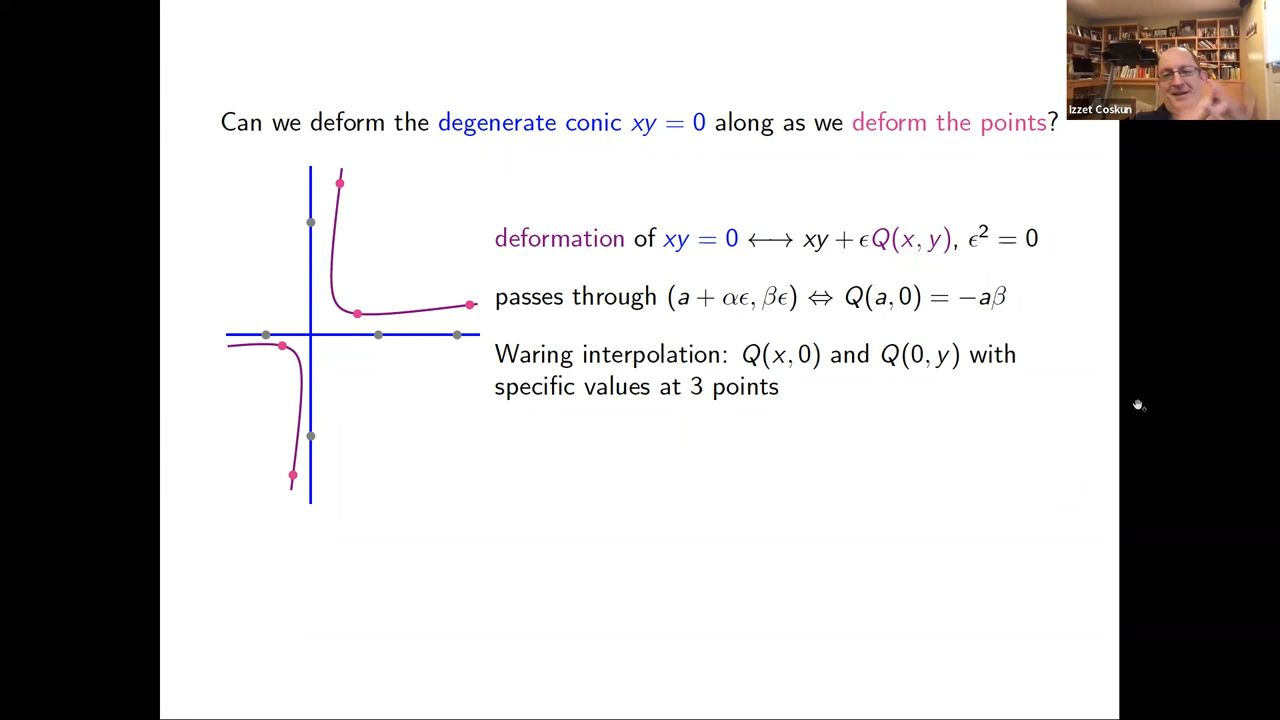 Izzet Coskun
Can we deform the degenerate conic xy = 0 along as we deform the points?
deformation of xy = 0 ⟷ xy + ϵQ(x, y), ϵ² = 0
passes through (a + αϵ, βϵ) ⇔ Q(a, 0) = −aβ
Waring interpolation: Q(x, 0) and Q(0, y) with
specific values at 3 points